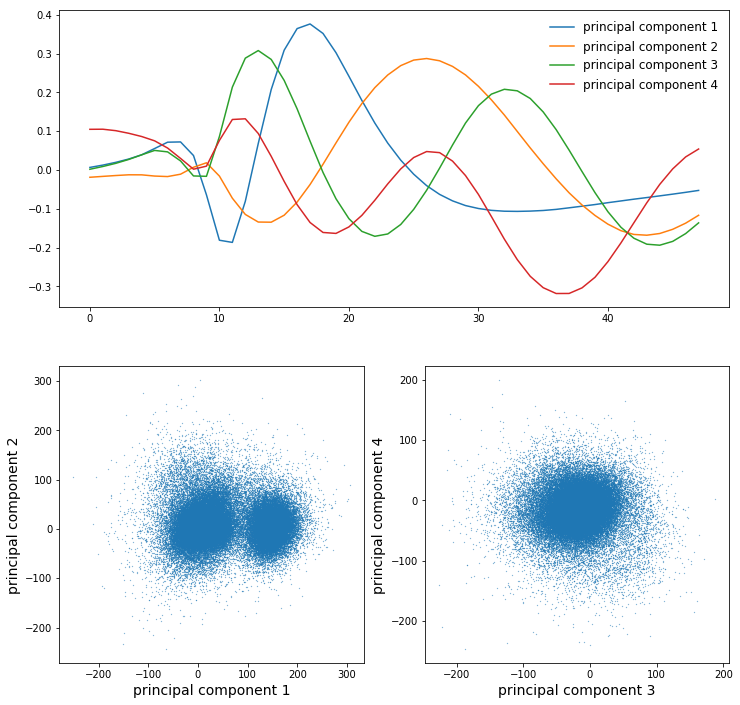 0.4
0.3
0.2
0.1
0.0
−0.1
−0.2
−0.3
0 10 20 30 40
principal component 1
principal component 2
principal component 3
principal component 4
300
200
100
0
−100
−200
principal component 2
−200 −100 0 100 200 300
principal component 1
200
100
0
−100
−200
principal component 4
−200 −100 0 100 200
principal component 3